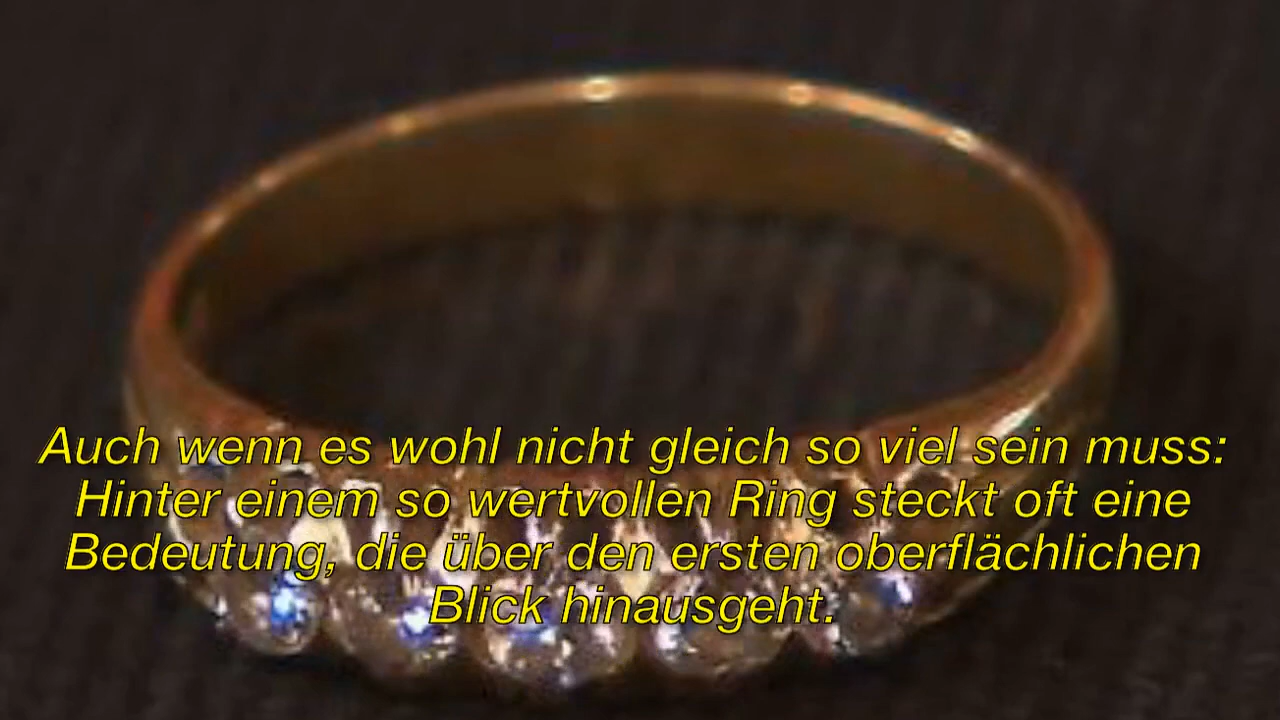 Auch wenn es wohl nicht gleich so viel sein muss:
Hinter einem so wertvollen Ring steckt oft eine
Bedeutung, die über den ersten oberflächlichen
Blick hinausgeht.